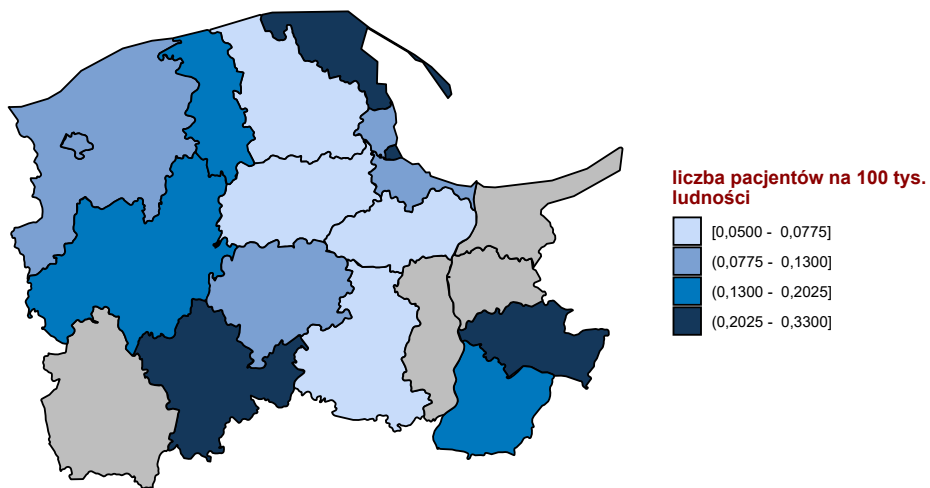 liczba pacjentów na 100 tys.
ludności
[0,0500 - 0,0775]
(0,0775 - 0,1300]
(0,1300 - 0,2025]
(0,2025 - 0,3300]